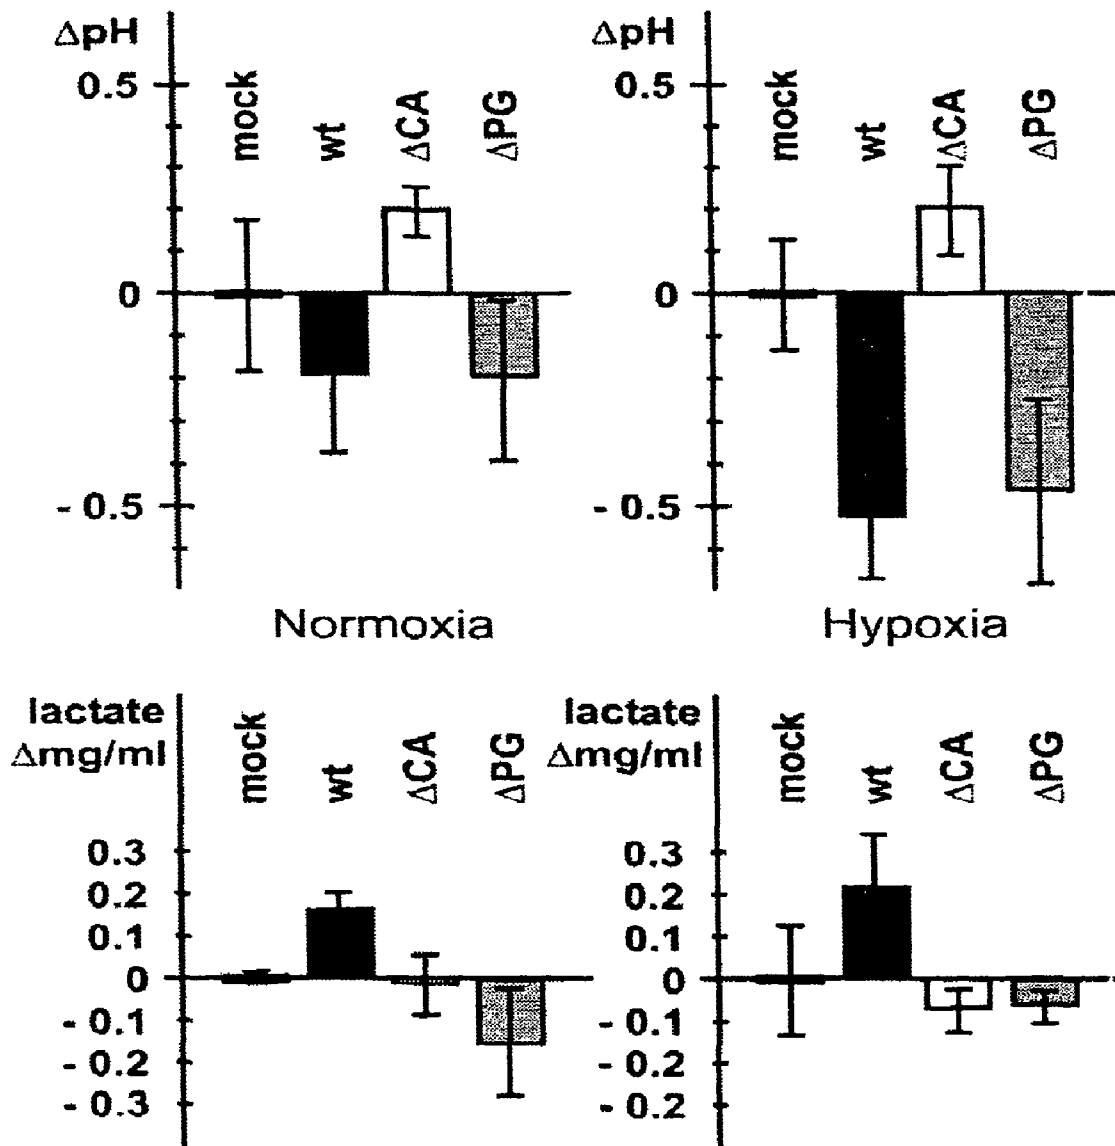 ΔpH
0.5
0
- 0.5
mock
wt
ΔCA
ΔPG
Normoxia
ΔpH
0.5
0
- 0.5
mock
wt
ΔCA
ΔPG
Hypoxia
lactate
Δmg/ml
0.3
0.2
0.1
0
- 0.1
- 0.2
- 0.3
mock
wt
ΔCA
ΔPG
lactate
Δmg/ml
0.3
0.2
0.1
0
- 0.1
- 0.2
mock
wt
ΔCA
ΔPG